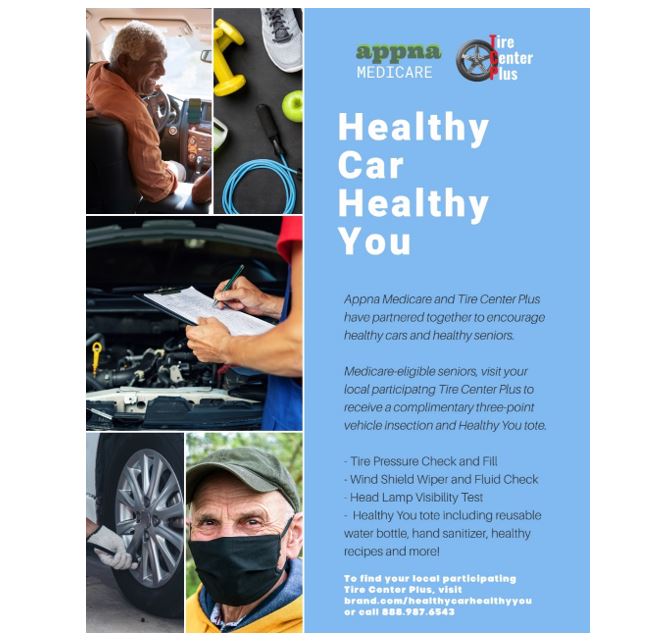 appna
MEDICARE
Tire
Center
Plus
Healthy
Car
Healthy
You
Appna Medicare and Tire Center Plus
have partnered together to encourage
healthy cars and healthy seniors.
Medicare-eligible seniors, visit your
local participatng Tire Center Plus to
receive a complimentary three-point
vehicle insection and Healthy You tote.
- Tire Pressure Check and Fill
- Wind Shield Wiper and Fluid Check
- Head Lamp Visibility Test
- Healthy You tote including reusable
water bottle, hand sanitizer, healthy
recipes and more!
To find your local participating
Tire Center Plus, visit
brand.com/healthycarhealthyyou
or call 888.987.6543